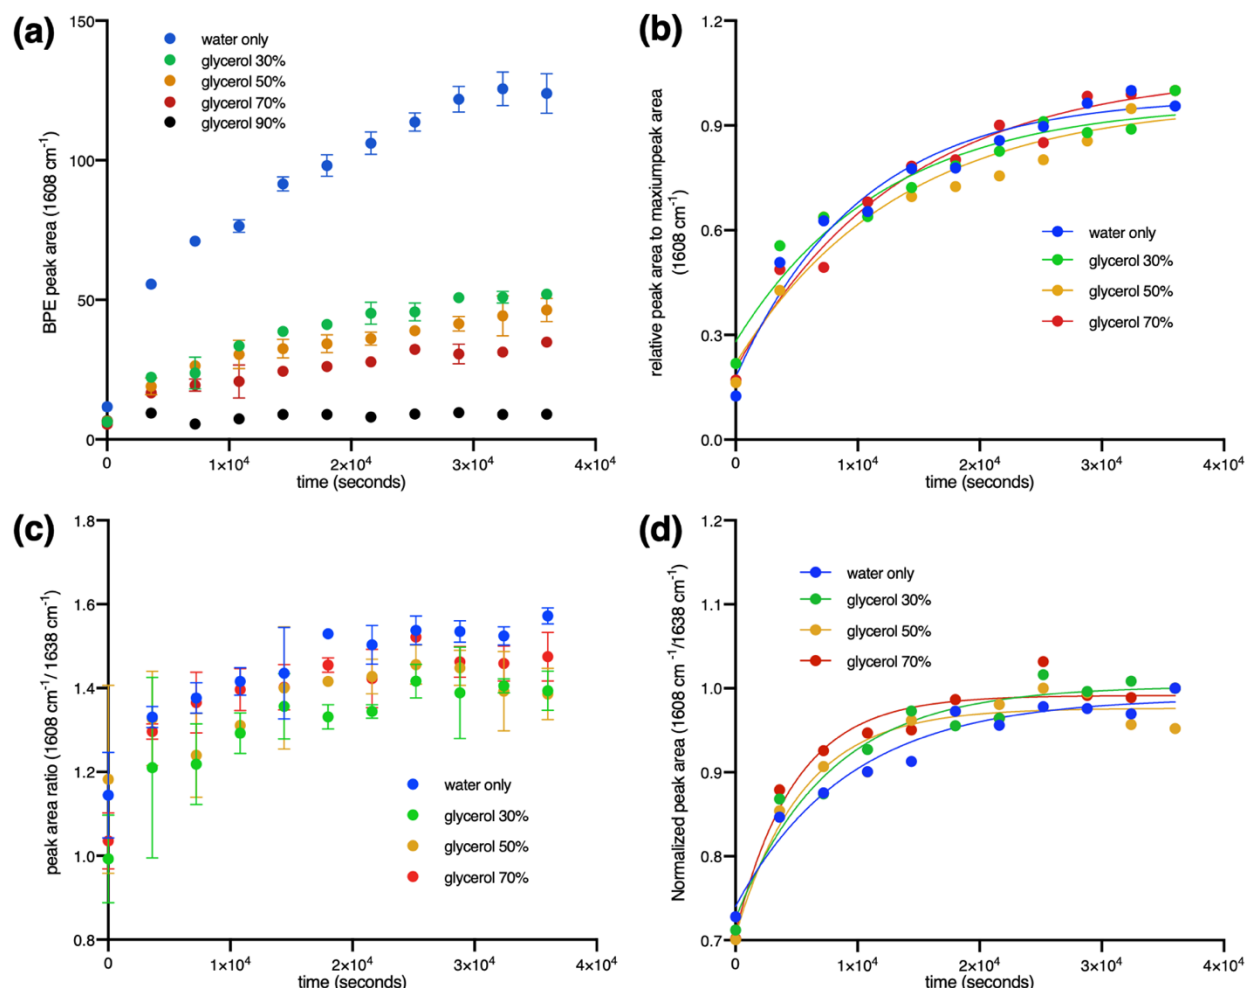 (a)
BPE peak area (1608 cm⁻¹)
150
100
50
0
water only
glycerol 30%
glycerol 50%
glycerol 70%
glycerol 90%
0
1×10⁴
2×10⁴
3×10⁴
4×10⁴
time (seconds)
(b)
relative peak area to maxiumpeak area
(1608 cm⁻¹)
1.2
0.9
0.6
0.3
0.0
water only
glycerol 30%
glycerol 50%
glycerol 70%
0
1×10⁴
2×10⁴
3×10⁴
4×10⁴
time (seconds)
(c)
peak area ratio (1608 cm⁻¹/ 1638 cm⁻¹)
1.8
1.6
1.4
1.2
1.0
0.8
water only
glycerol 30%
glycerol 50%
glycerol 70%
0
1×10⁴
2×10⁴
3×10⁴
4×10⁴
time (seconds)
(d)
Normalized peak area (1608 cm⁻¹/1638 cm⁻¹)
1.2
1.1
1.0
0.9
0.8
0.7
water only
glycerol 30%
glycerol 50%
glycerol 70%
0
1×10⁴
2×10⁴
3×10⁴
4×10⁴
time (seconds)